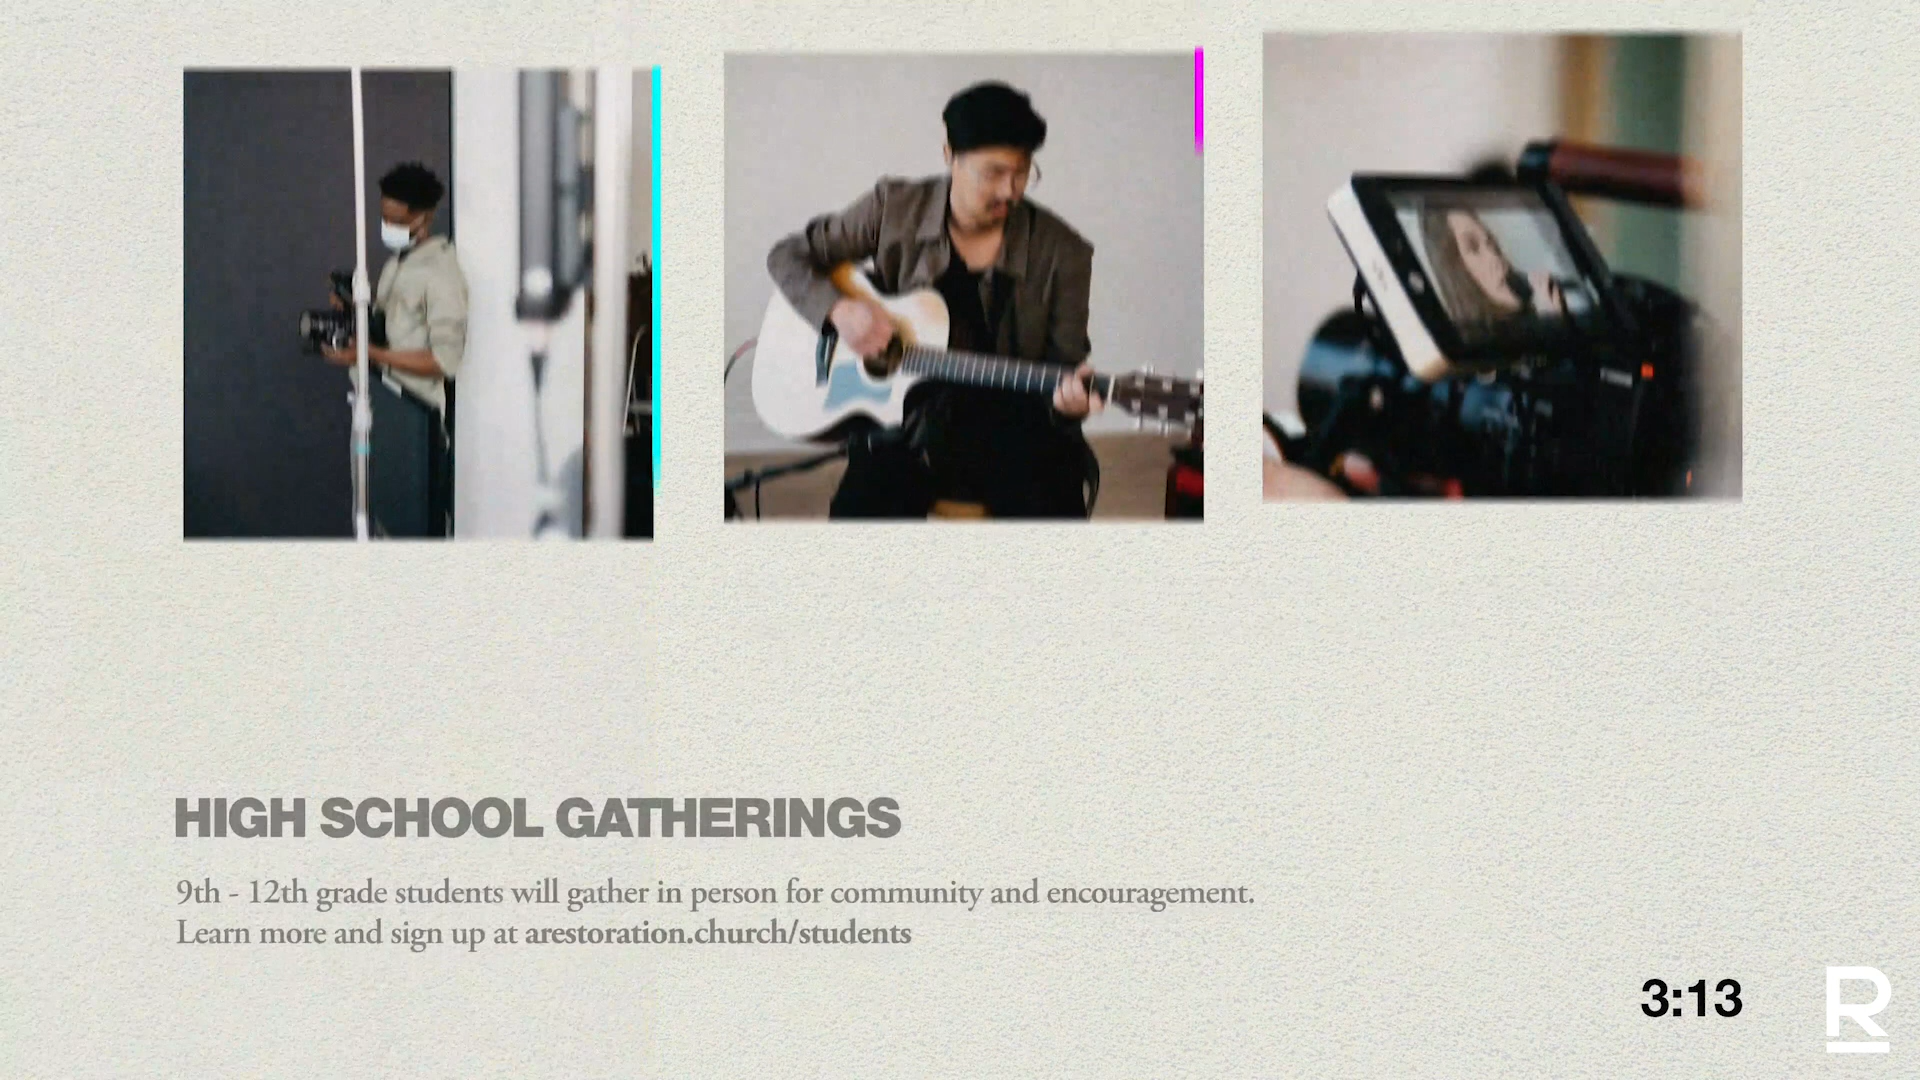 HIGH SCHOOL GATHERINGS
9th - 12th grade students will gather in person for community and encouragement.
Learn more and sign up at arestoration.church/students
3:13
R